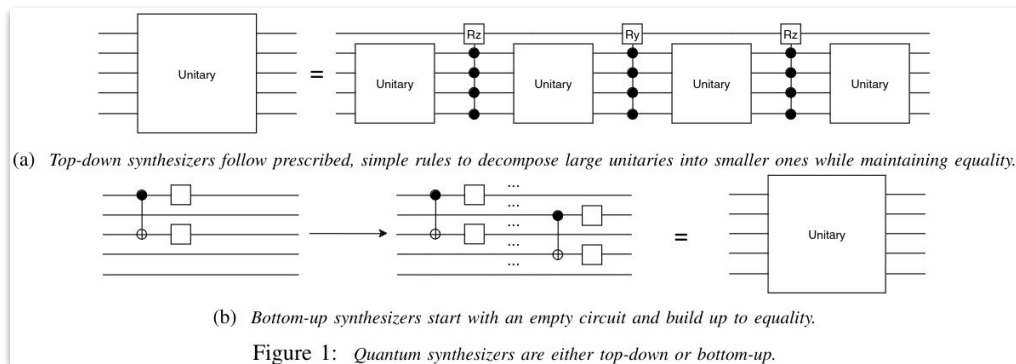 Rz Ry Rz
Unitary = Unitary Unitary Unitary Unitary
(a) Top-down synthesizers follow prescribed, simple rules to decompose large unitaries into smaller ones while maintaining equality.
... ...
... = Unitary
...
(b) Bottom-up synthesizers start with an empty circuit and build up to equality.
Figure 1: Quantum synthesizers are either top-down or bottom-up.